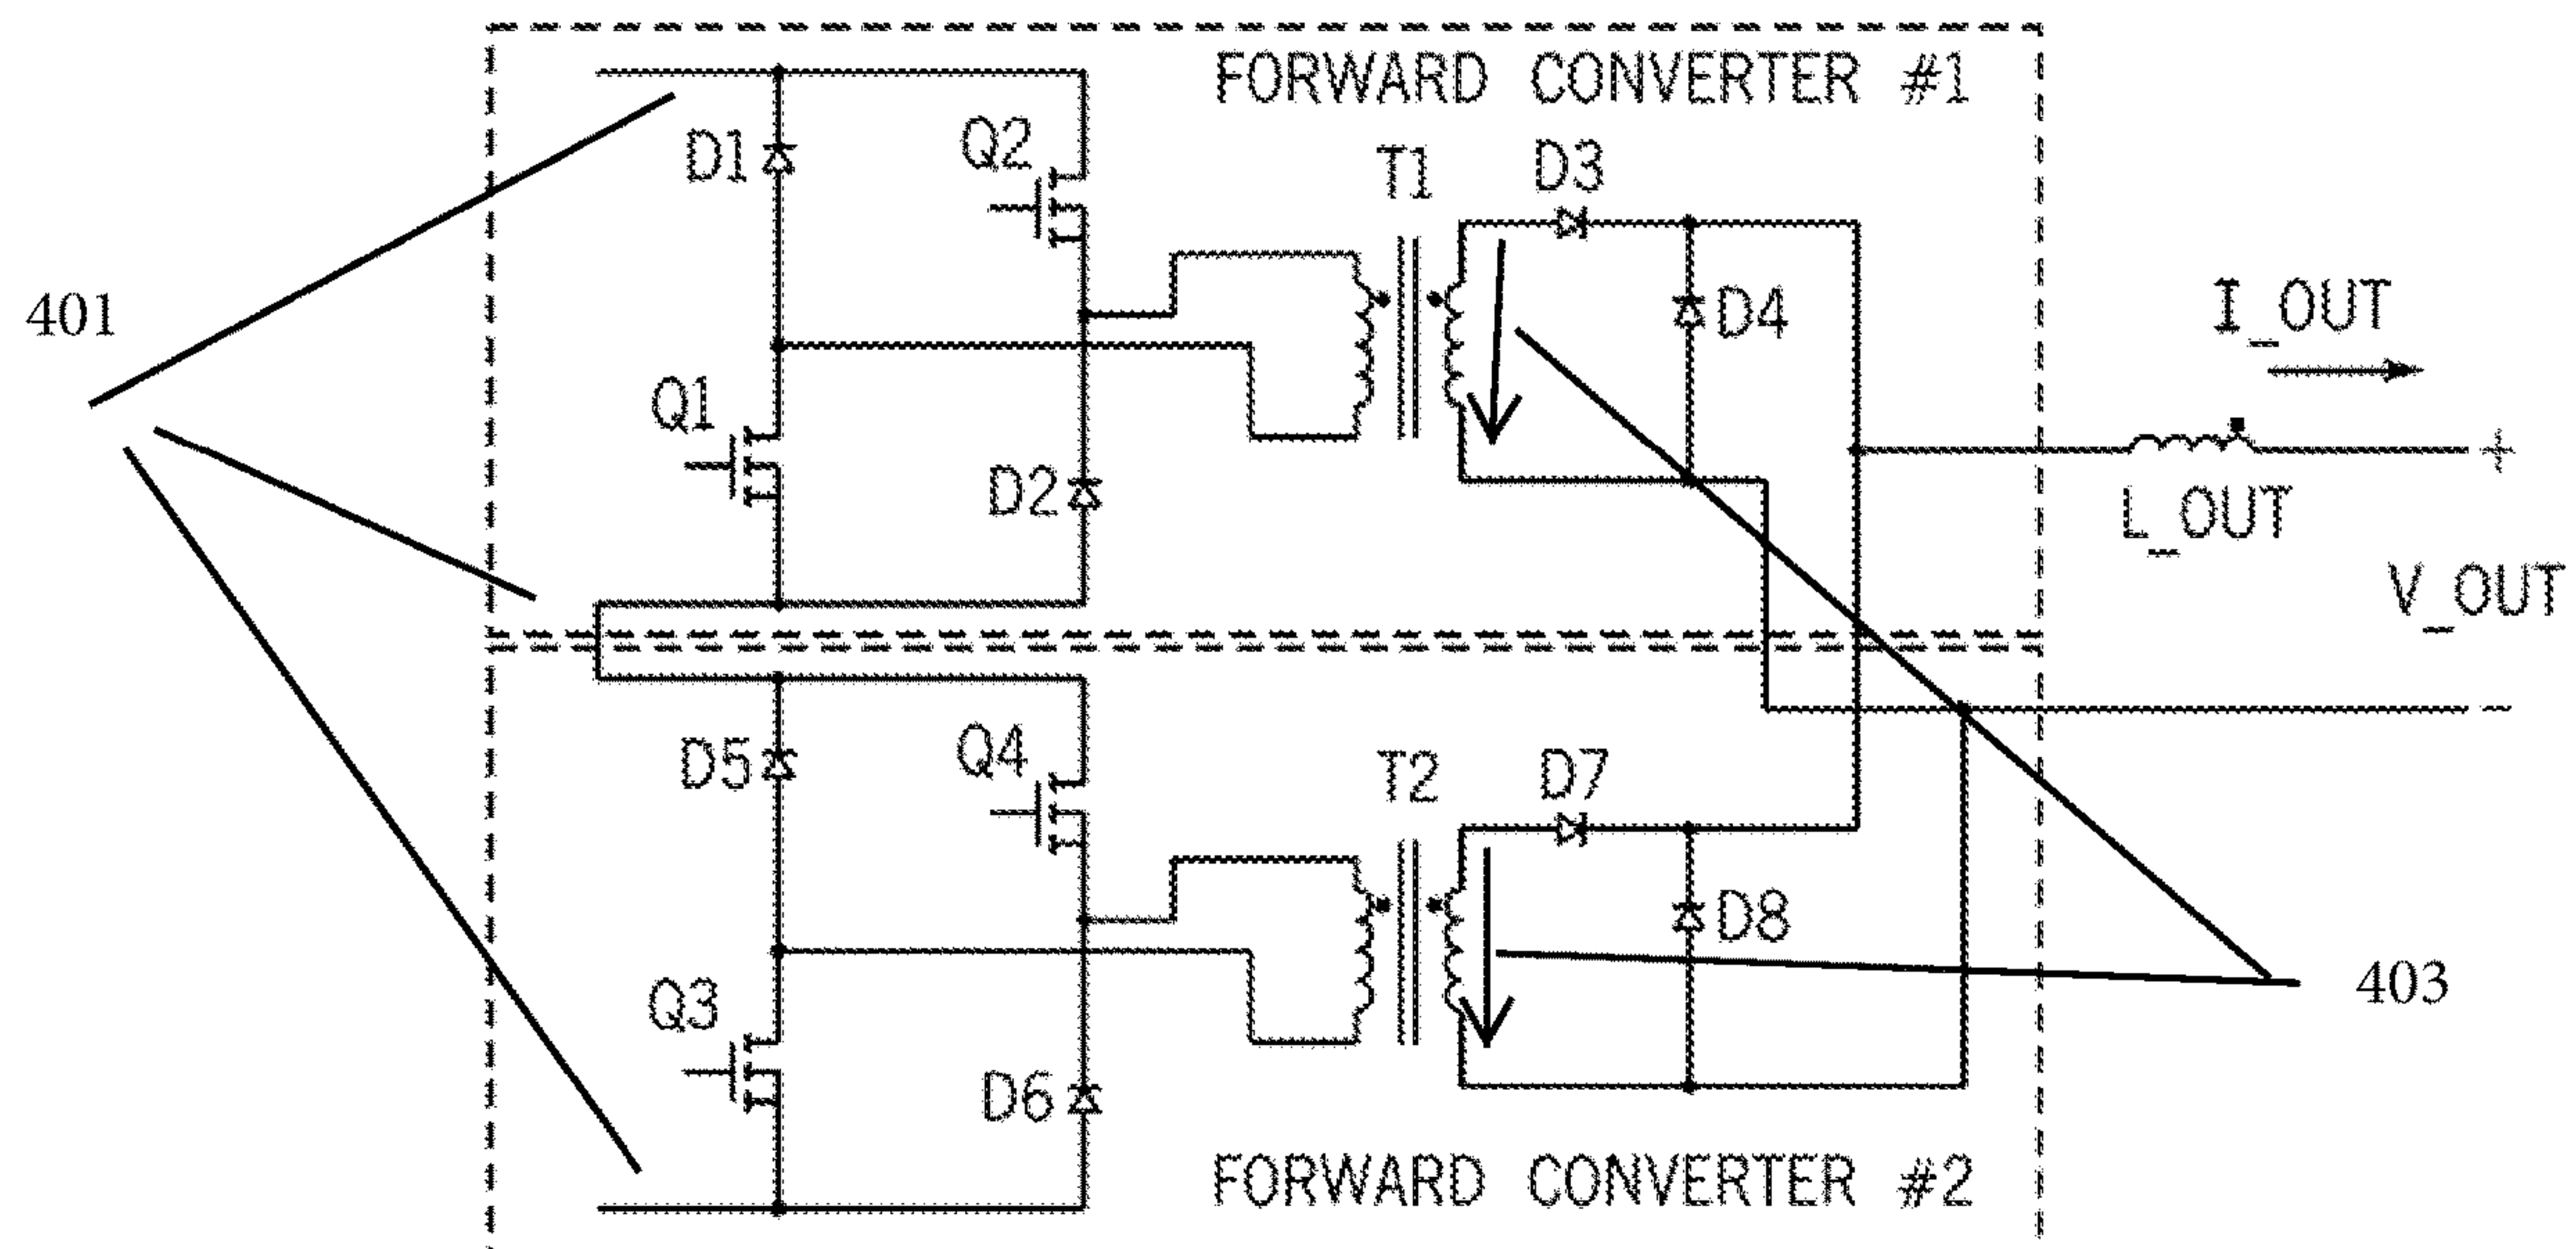 FORWARD CONVERTER #1
D1
Q2
T1
D3
401
D4
I_OUT
Q1
D2
+
L_OUT
V_OUT
-
D5
Q4
T2
D7
D8
Q3
403
D6
FORWARD CONVERTER #2